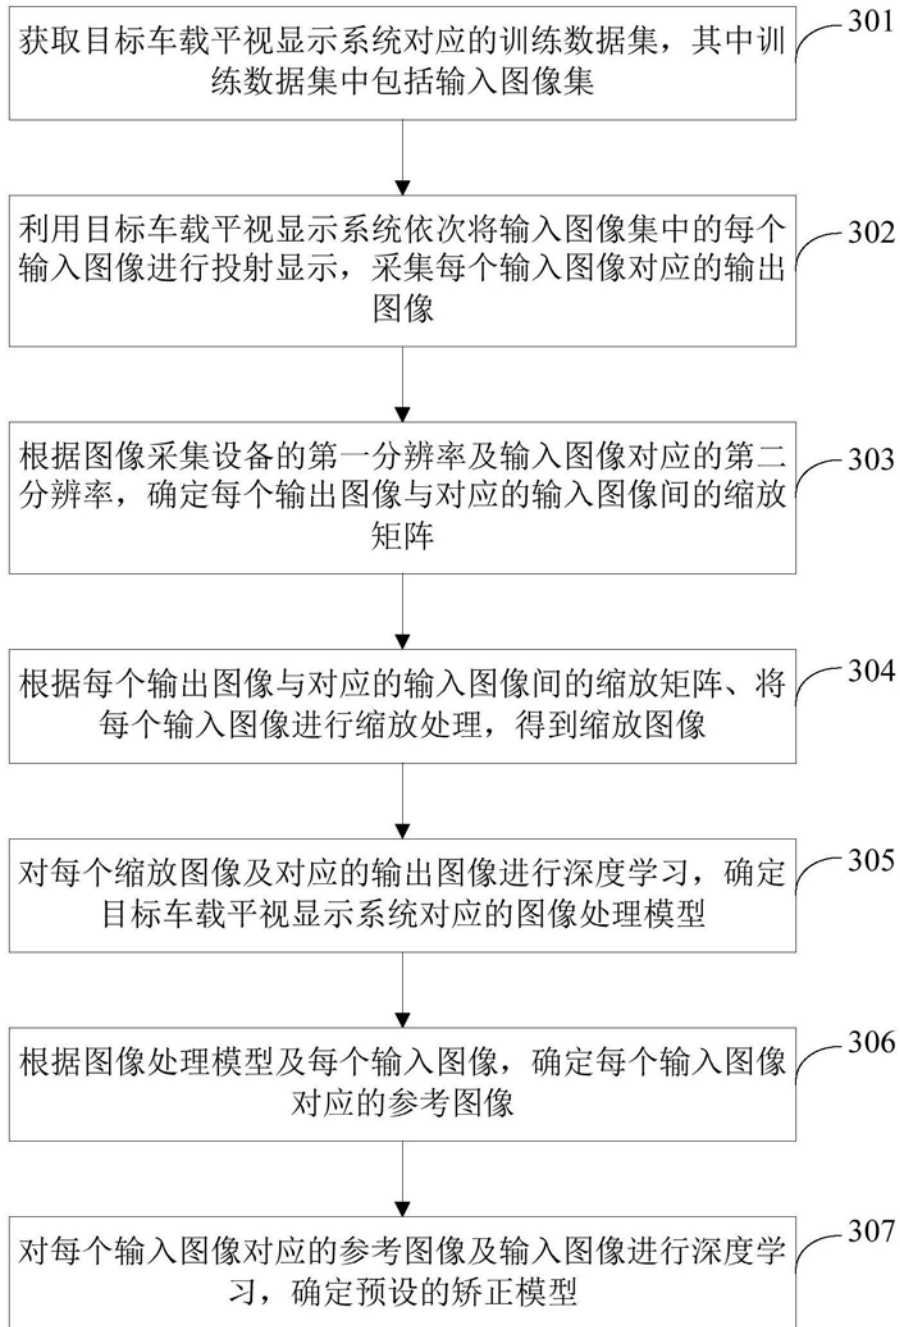 获取目标车载平视显示系统对应的训练数据集，其中训
练数据集中包括输入图像集
301
利用目标车载平视显示系统依次将输入图像集中的每个
输入图像进行投射显示，采集每个输入图像对应的输出
图像
302
根据图像采集设备的第一分辨率及输入图像对应的第二
分辨率，确定每个输出图像与对应的输入图像间的缩放
矩阵
303
根据每个输出图像与对应的输入图像间的缩放矩阵、将
每个输入图像进行缩放处理，得到缩放图像
304
对每个缩放图像及对应的输出图像进行深度学习，确定
目标车载平视显示系统对应的图像处理模型
305
根据图像处理模型及每个输入图像，确定每个输入图像
对应的参考图像
306
对每个输入图像对应的参考图像及输入图像进行深度学
习，确定预设的矫正模型
307